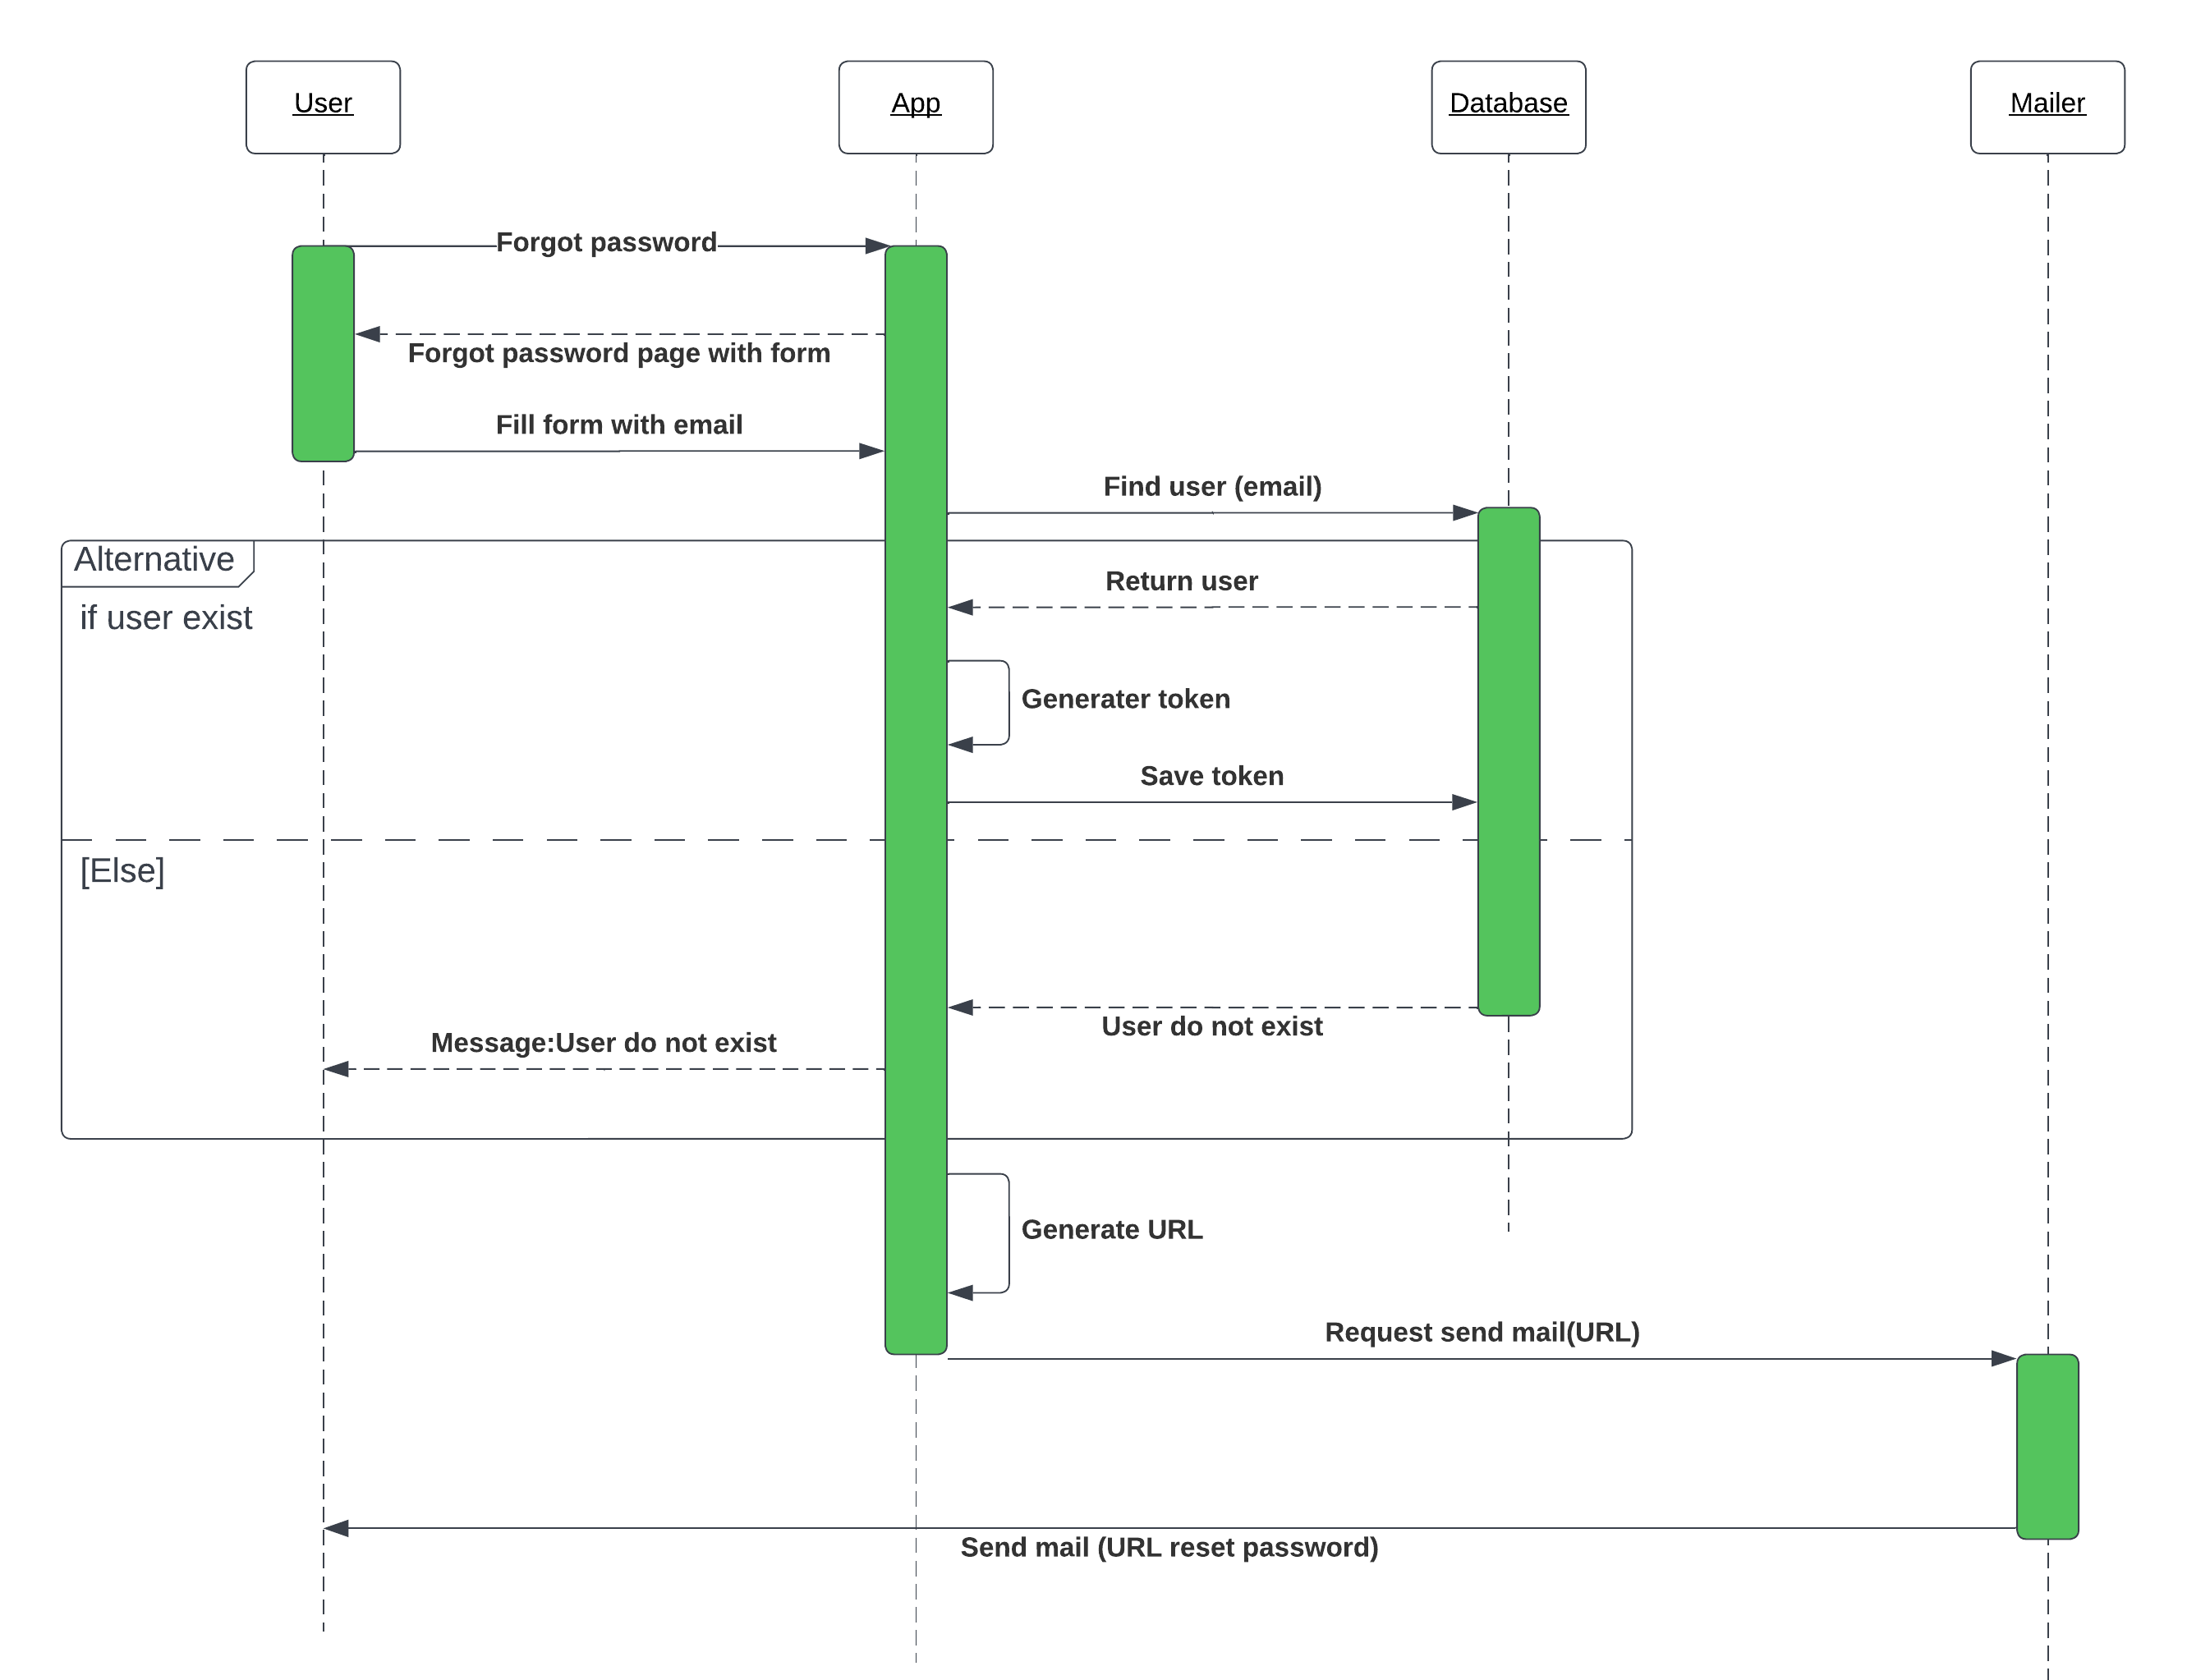 User
App
Database
Mailer
Forgot password
Forgot password page with form
Fill form with email
Find user (email)
Alternative
Return user
if user exist
Generater token
Save token
[Else]
User do not exist
Message:User do not exist
Generate URL
Request send mail(URL)
Send mail (URL reset password)